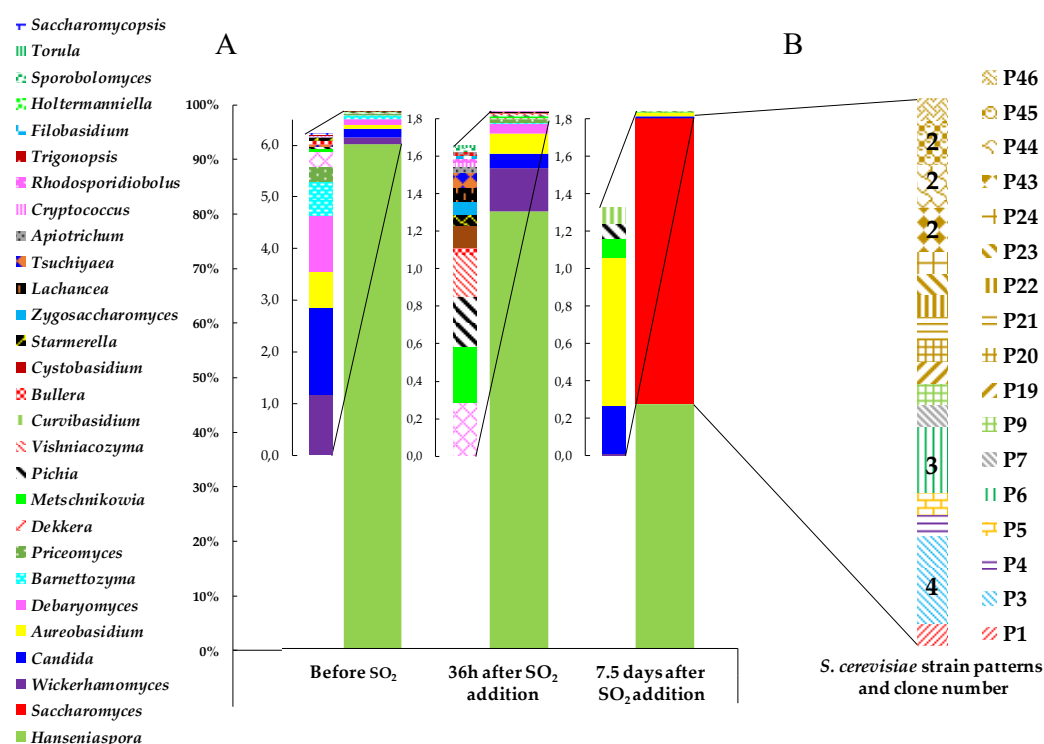 A
B
Saccharomycopsis
Torula
Sporobolomyces
Holtermanniella
Filobasidium
Trigonopsis
Rhodosporidiobolus
Cryptococcus
Apiotrichum
Tsuchiyaea
Lachancea
Zygosaccharomyces
Starmerella
Cystobasidium
Bullera
Curvibasidium
Vishniacozyma
Pichia
Metschnikowia
Dekkera
Priceomyces
Barnettozyma
Debaryomyces
Aureobasidium
Candida
Wickerhamomyces
Saccharomyces
Hanseniaspora
100%
90%
80%
70%
60%
50%
40%
30%
20%
10%
0%
6,0
5,0
4,0
3,0
2,0
1,0
0,0
1,8
1,6
1,4
1,2
1,0
0,8
0,6
0,4
0,2
0,0
1,8
1,6
1,4
1,2
1,0
0,8
0,6
0,4
0,2
0,0
Before SO₂
36h after SO₂
addition
7.5 days after
SO₂ addition
2
2
2
3
4
P46
P45
P44
P43
P24
P23
P22
P21
P20
P19
P9
P7
P6
P5
P4
P3
P1
S. cerevisiae strain patterns
and clone number